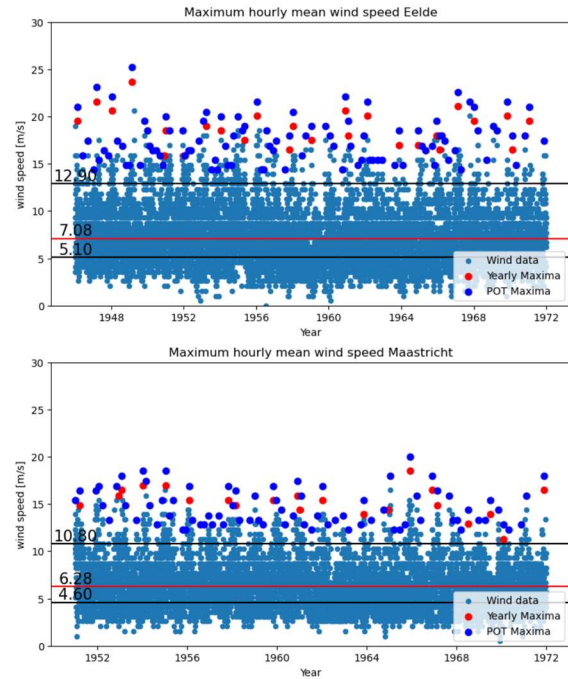 Maximum hourly mean wind speed Eelde
30
25
20
15
10
5
0
wind speed [m/s]
12.90
7.08
5.10
Wind data
Yearly Maxima
POT Maxima
1948 1952 1956 1960 1964 1968 1972
Year
Maximum hourly mean wind speed Maastricht
30
25
20
15
10
5
0
wind speed [m/s]
10.80
6.28
4.60
Wind data
Yearly Maxima
POT Maxima
1952 1956 1960 1964 1968 1972
Year